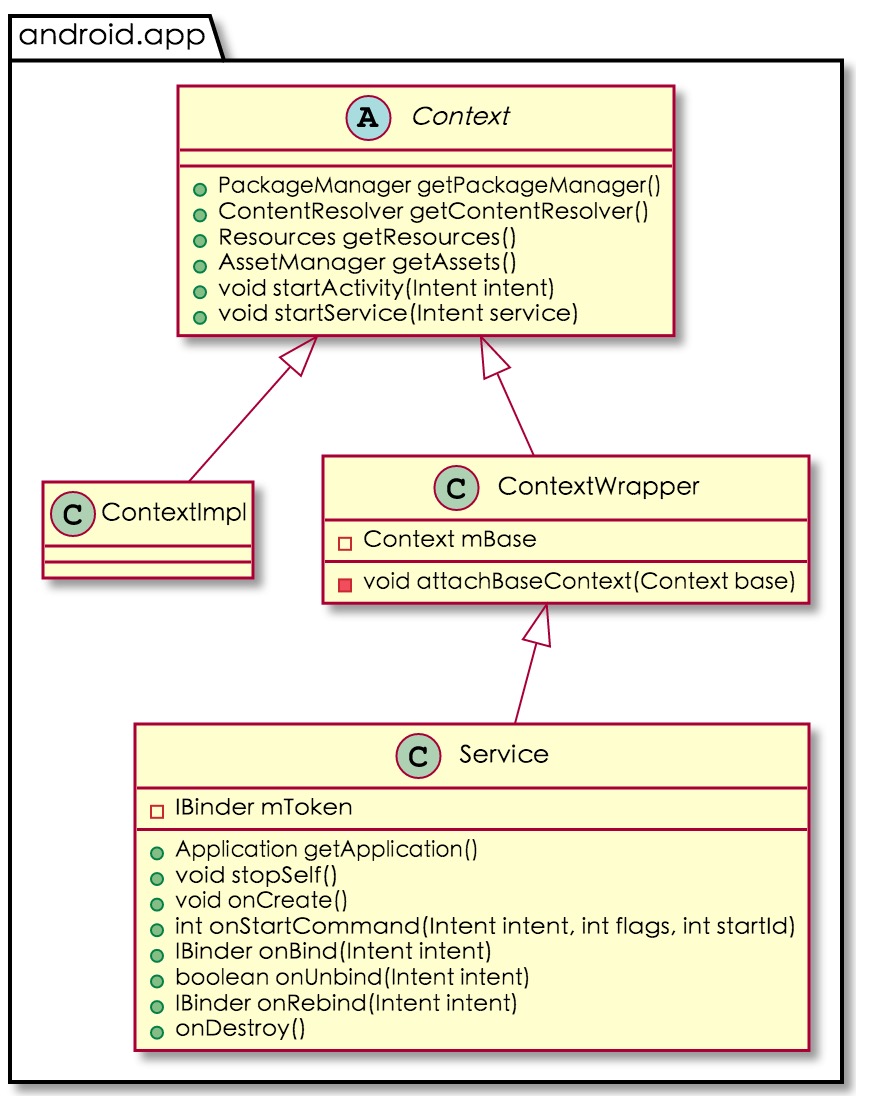 android.app
A Context
PackageManager getPackageManager()
ContentResolver getContentResolver()
Resources getResources()
AssetManager getAssets()
void startActivity(Intent intent)
void startService(Intent service)
C ContextImpl
C ContextWrapper
Context mBase
void attachBaseContext(Context base)
C Service
IBinder mToken
Application getApplication()
void stopSelf()
void onCreate()
int onStartCommand(Intent intent, int flags, int startId)
IBinder onBind(Intent intent)
boolean onUnbind(Intent intent)
IBinder onRebind(Intent intent)
onDestroy()